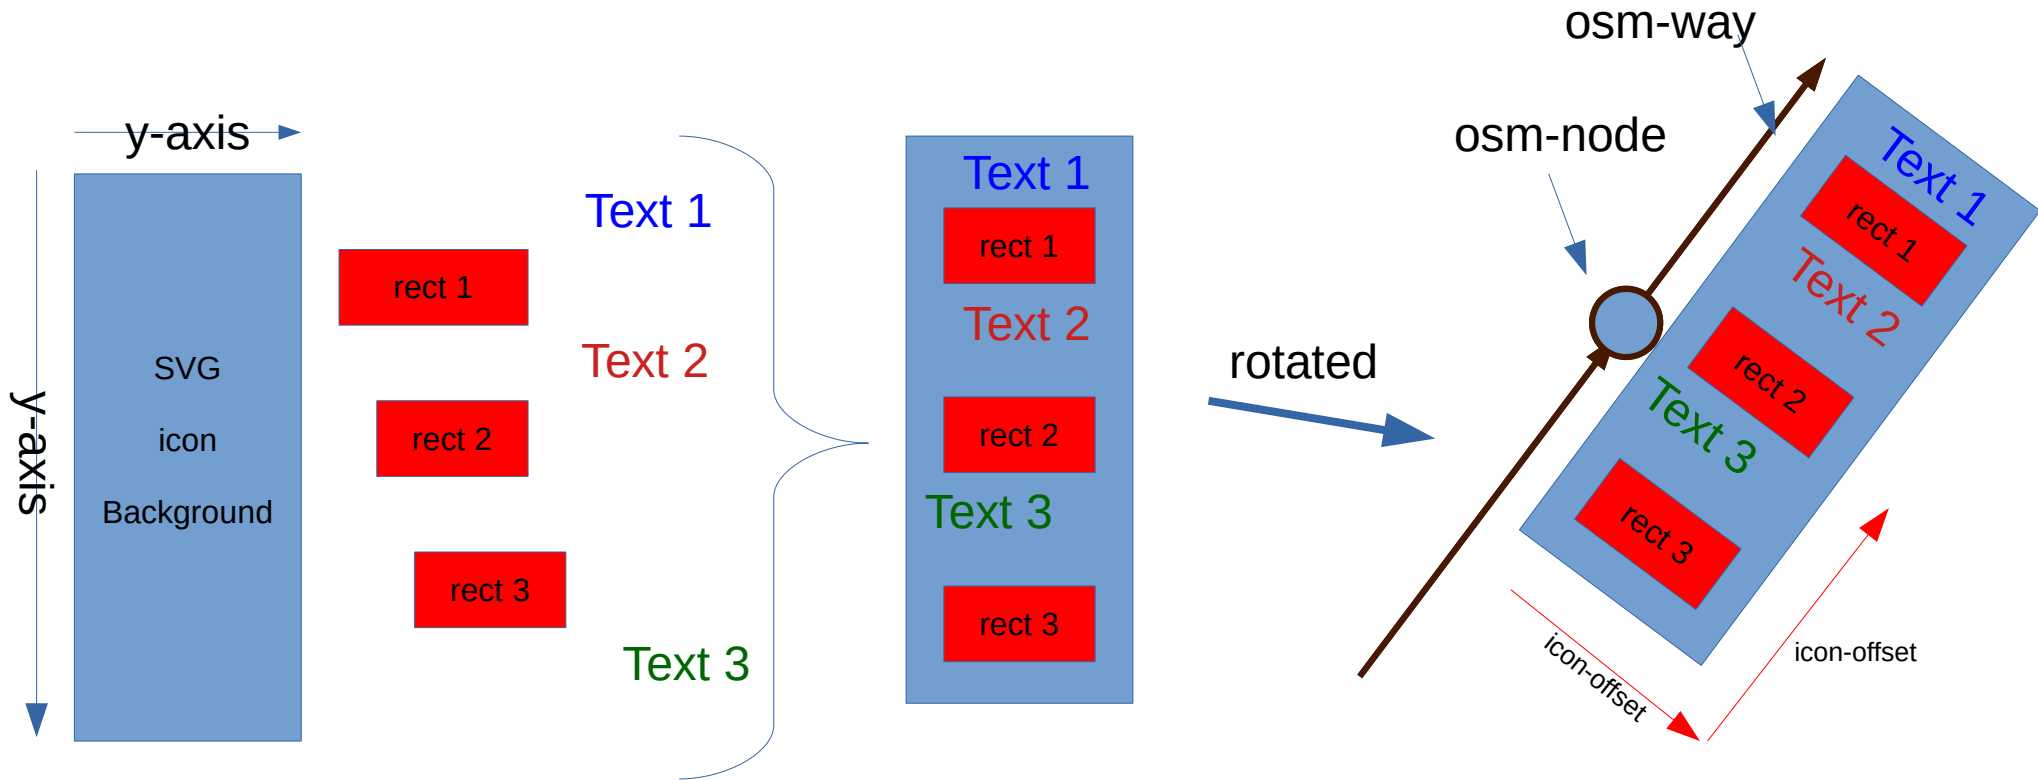 y-axis
y-axis
SVG
icon
Background
rect 1
rect 2
rect 3
Text 1
Text 2
Text 3
Text 1
rect 1
Text 2
rect 2
Text 3
rect 3
rotated
osm-way
osm-node
Text 1
rect 1
Text 2
rect 2
Text 3
rect 3
icon-offset
icon-offset